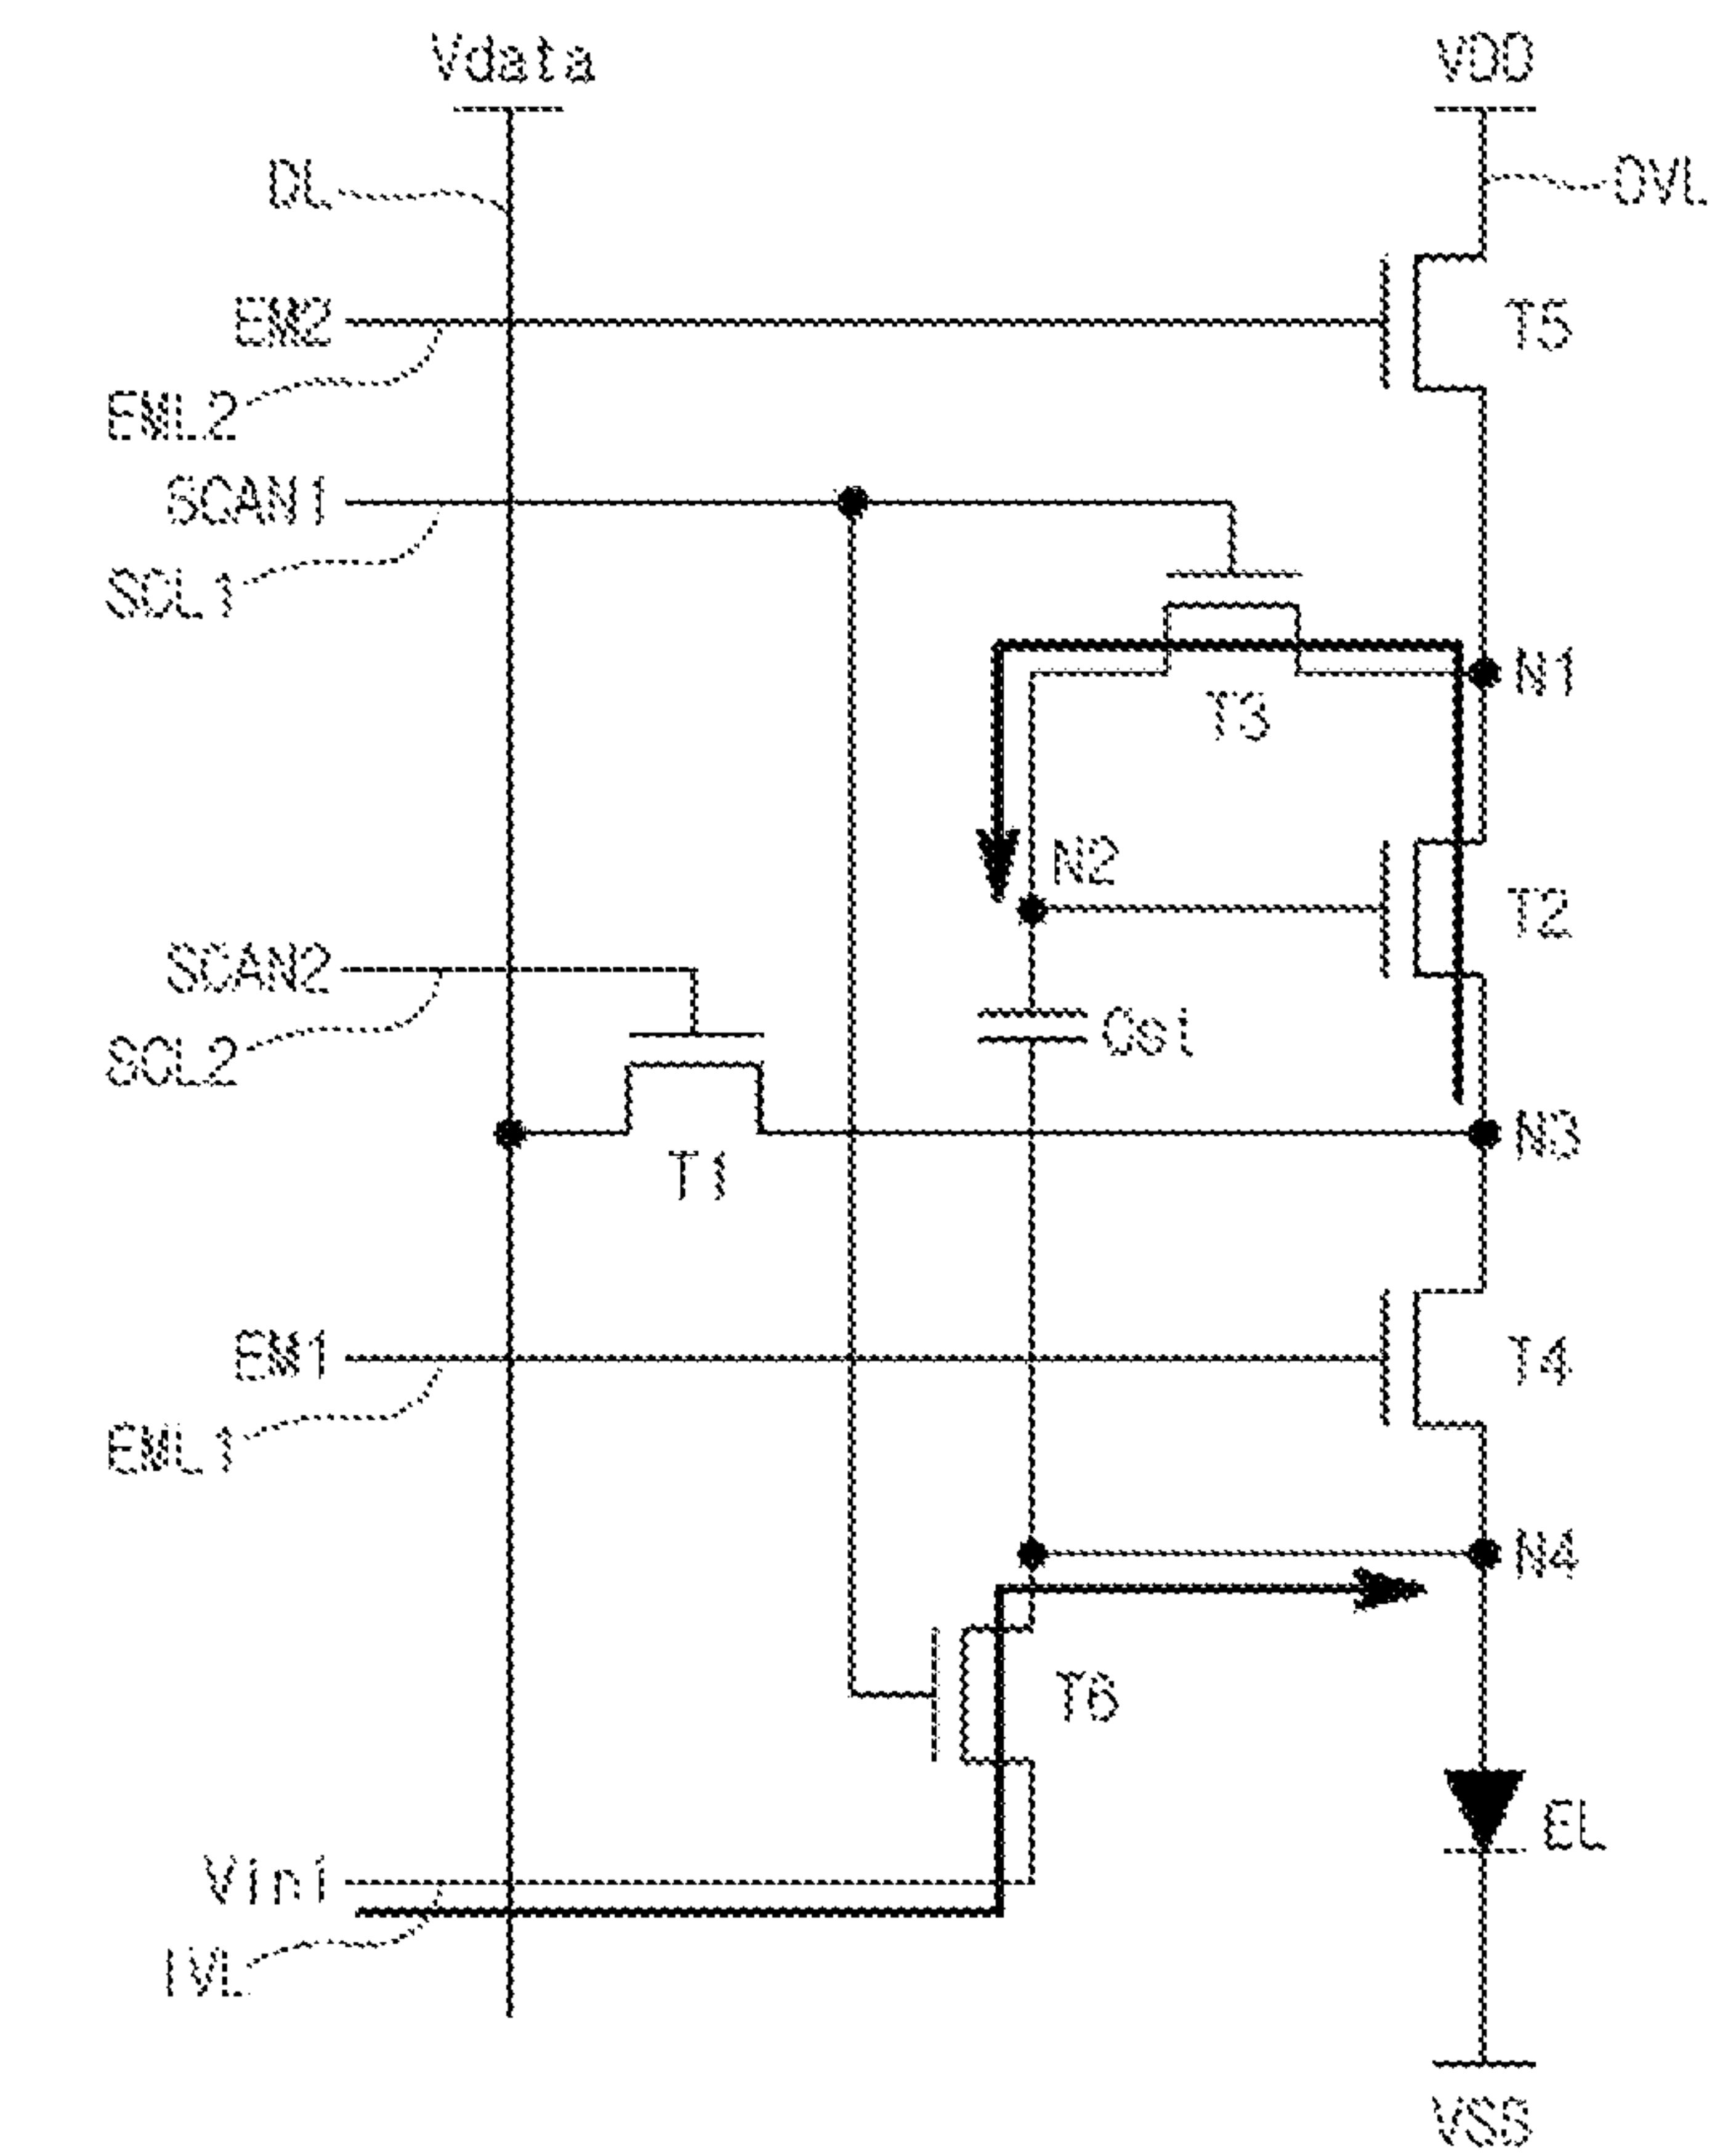 Vdata
VDD
DL
DVL
EM2
T5
EML2
SCAN1
SCL1
N1
T3
N2
T2
SCAN2
SCL2
Cst
N3
T1
EM1
T4
EML1
N4
T6
EL
Vini
IVL
VSS